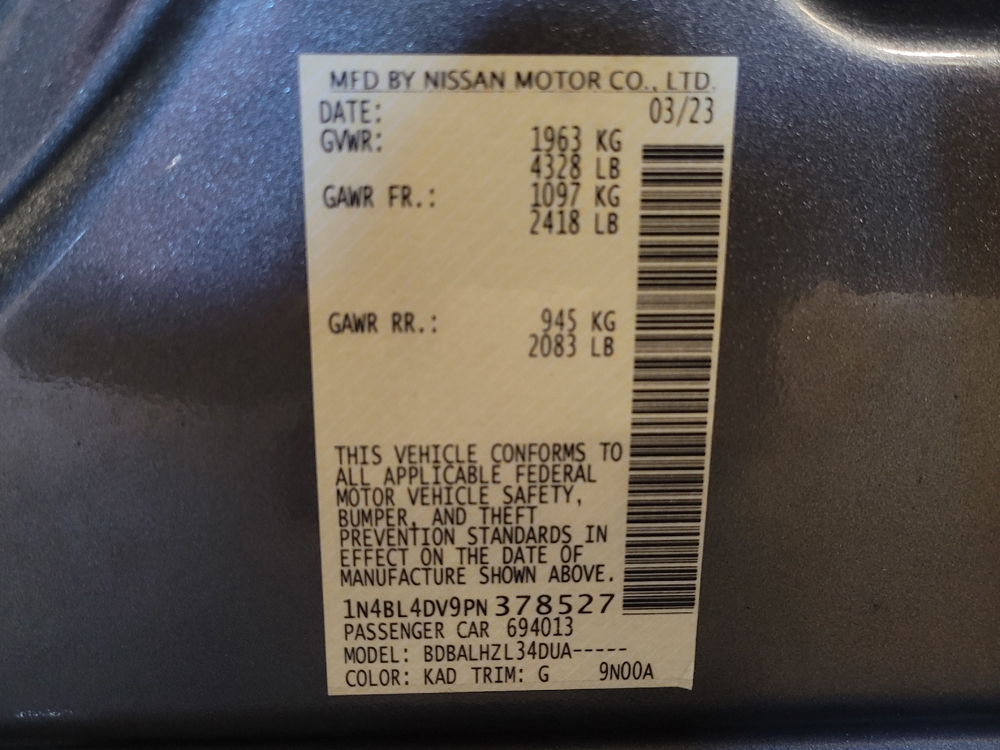 MFD BY NISSAN MOTOR CO., LTD.
DATE: 03/23
GVWR: 1963 KG
4328 LB
GAWR FR.: 1097 KG
2418 LB
GAWR RR.: 945 KG
2083 LB
THIS VEHICLE CONFORMS TO
ALL APPLICABLE FEDERAL
MOTOR VEHICLE SAFETY,
BUMPER, AND THEFT
PREVENTION STANDARDS IN
EFFECT ON THE DATE OF
MANUFACTURE SHOWN ABOVE.
1N4BL4DV9PN378527
PASSENGER CAR 694013
MODEL: BDBALHZL34DUA-----
COLOR: KAD TRIM: G 9N00A